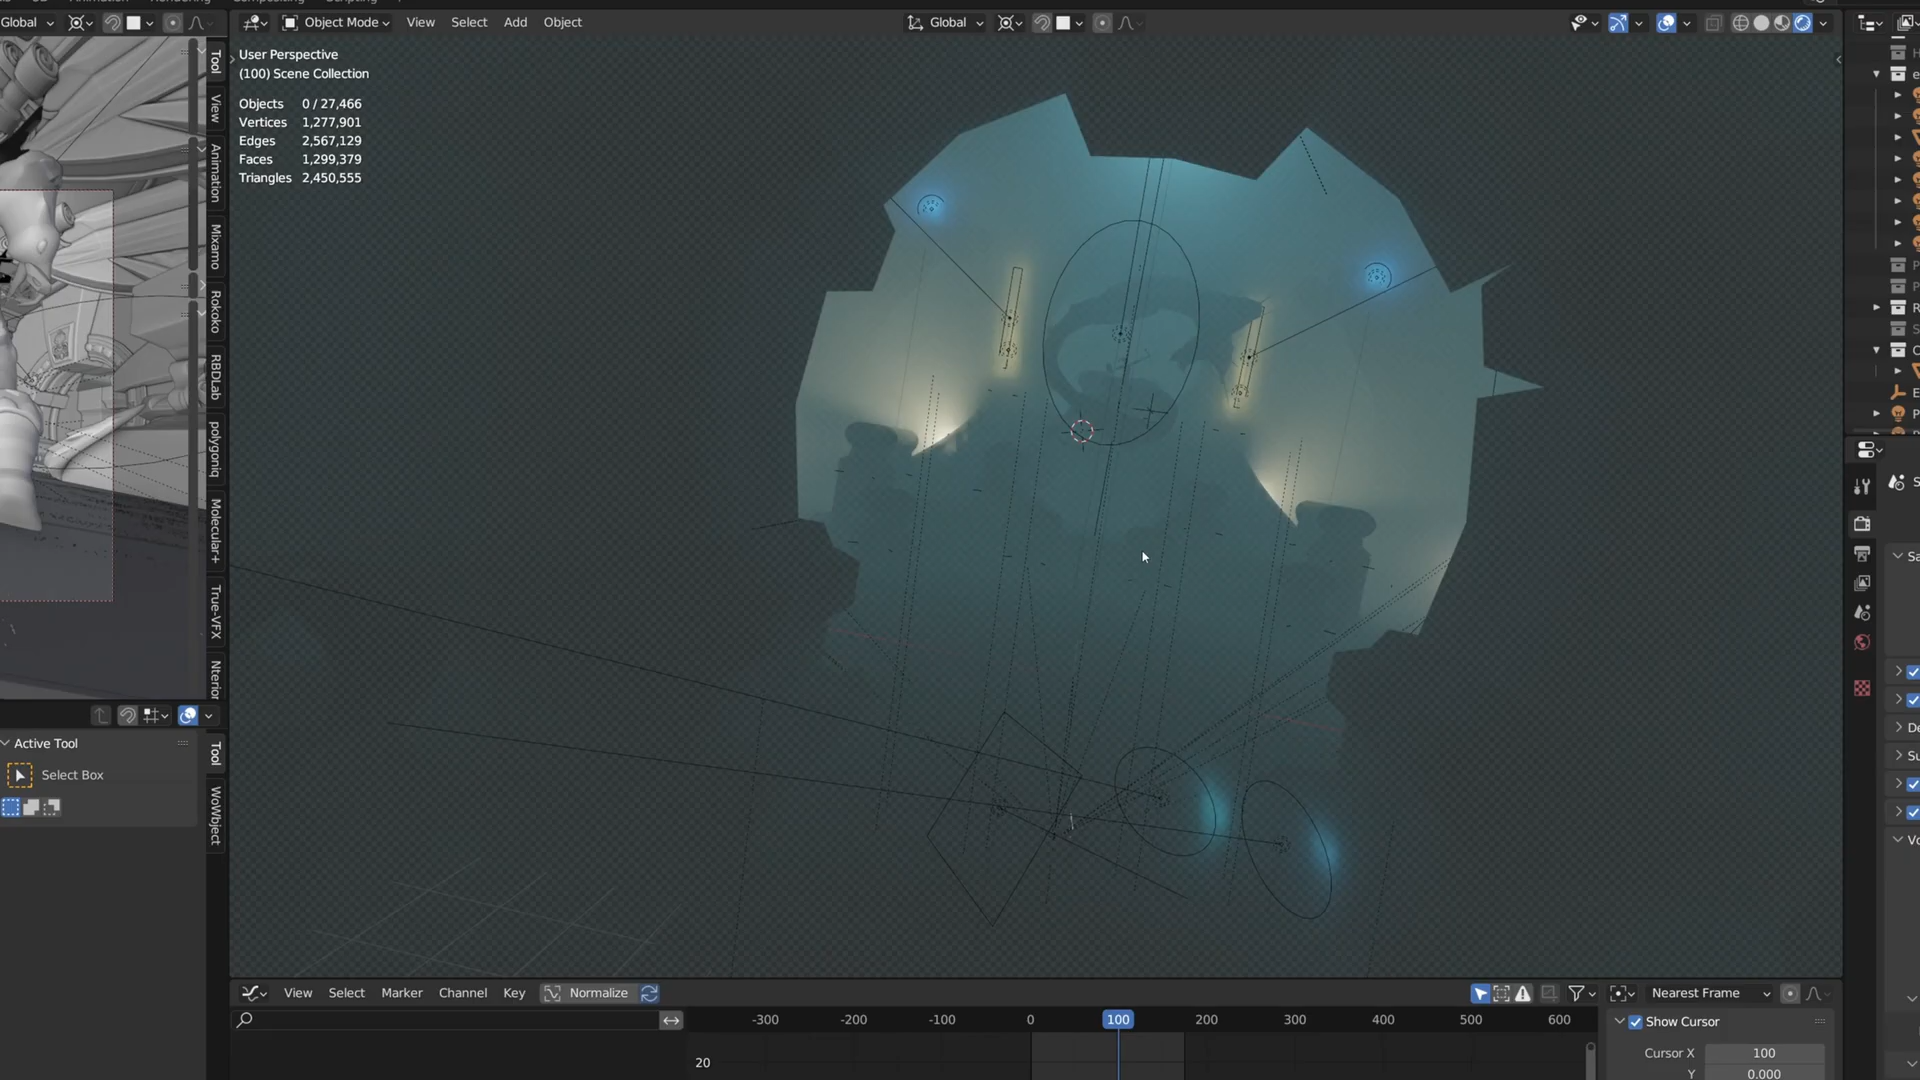 Global
Object Mode
View
Select
Add
Object
Global
User Perspective
(100) Scene Collection
Objects 0 / 27,466
Vertices 1,277,901
Edges 2,567,129
Faces 1,299,379
Triangles 2,450,555
Tool
View
Animation
Mixamo
Rokoko
RBDLab
polygoniq
Molecular+
True-VFX
Nterior
Active Tool
Select Box
Tool
WoWbject
View
Select
Marker
Channel
Key
Normalize
Nearest Frame
-300 -200 -100 0 100 200 300 400 500 600
20
Show Cursor
Cursor X 100
Y 0.000